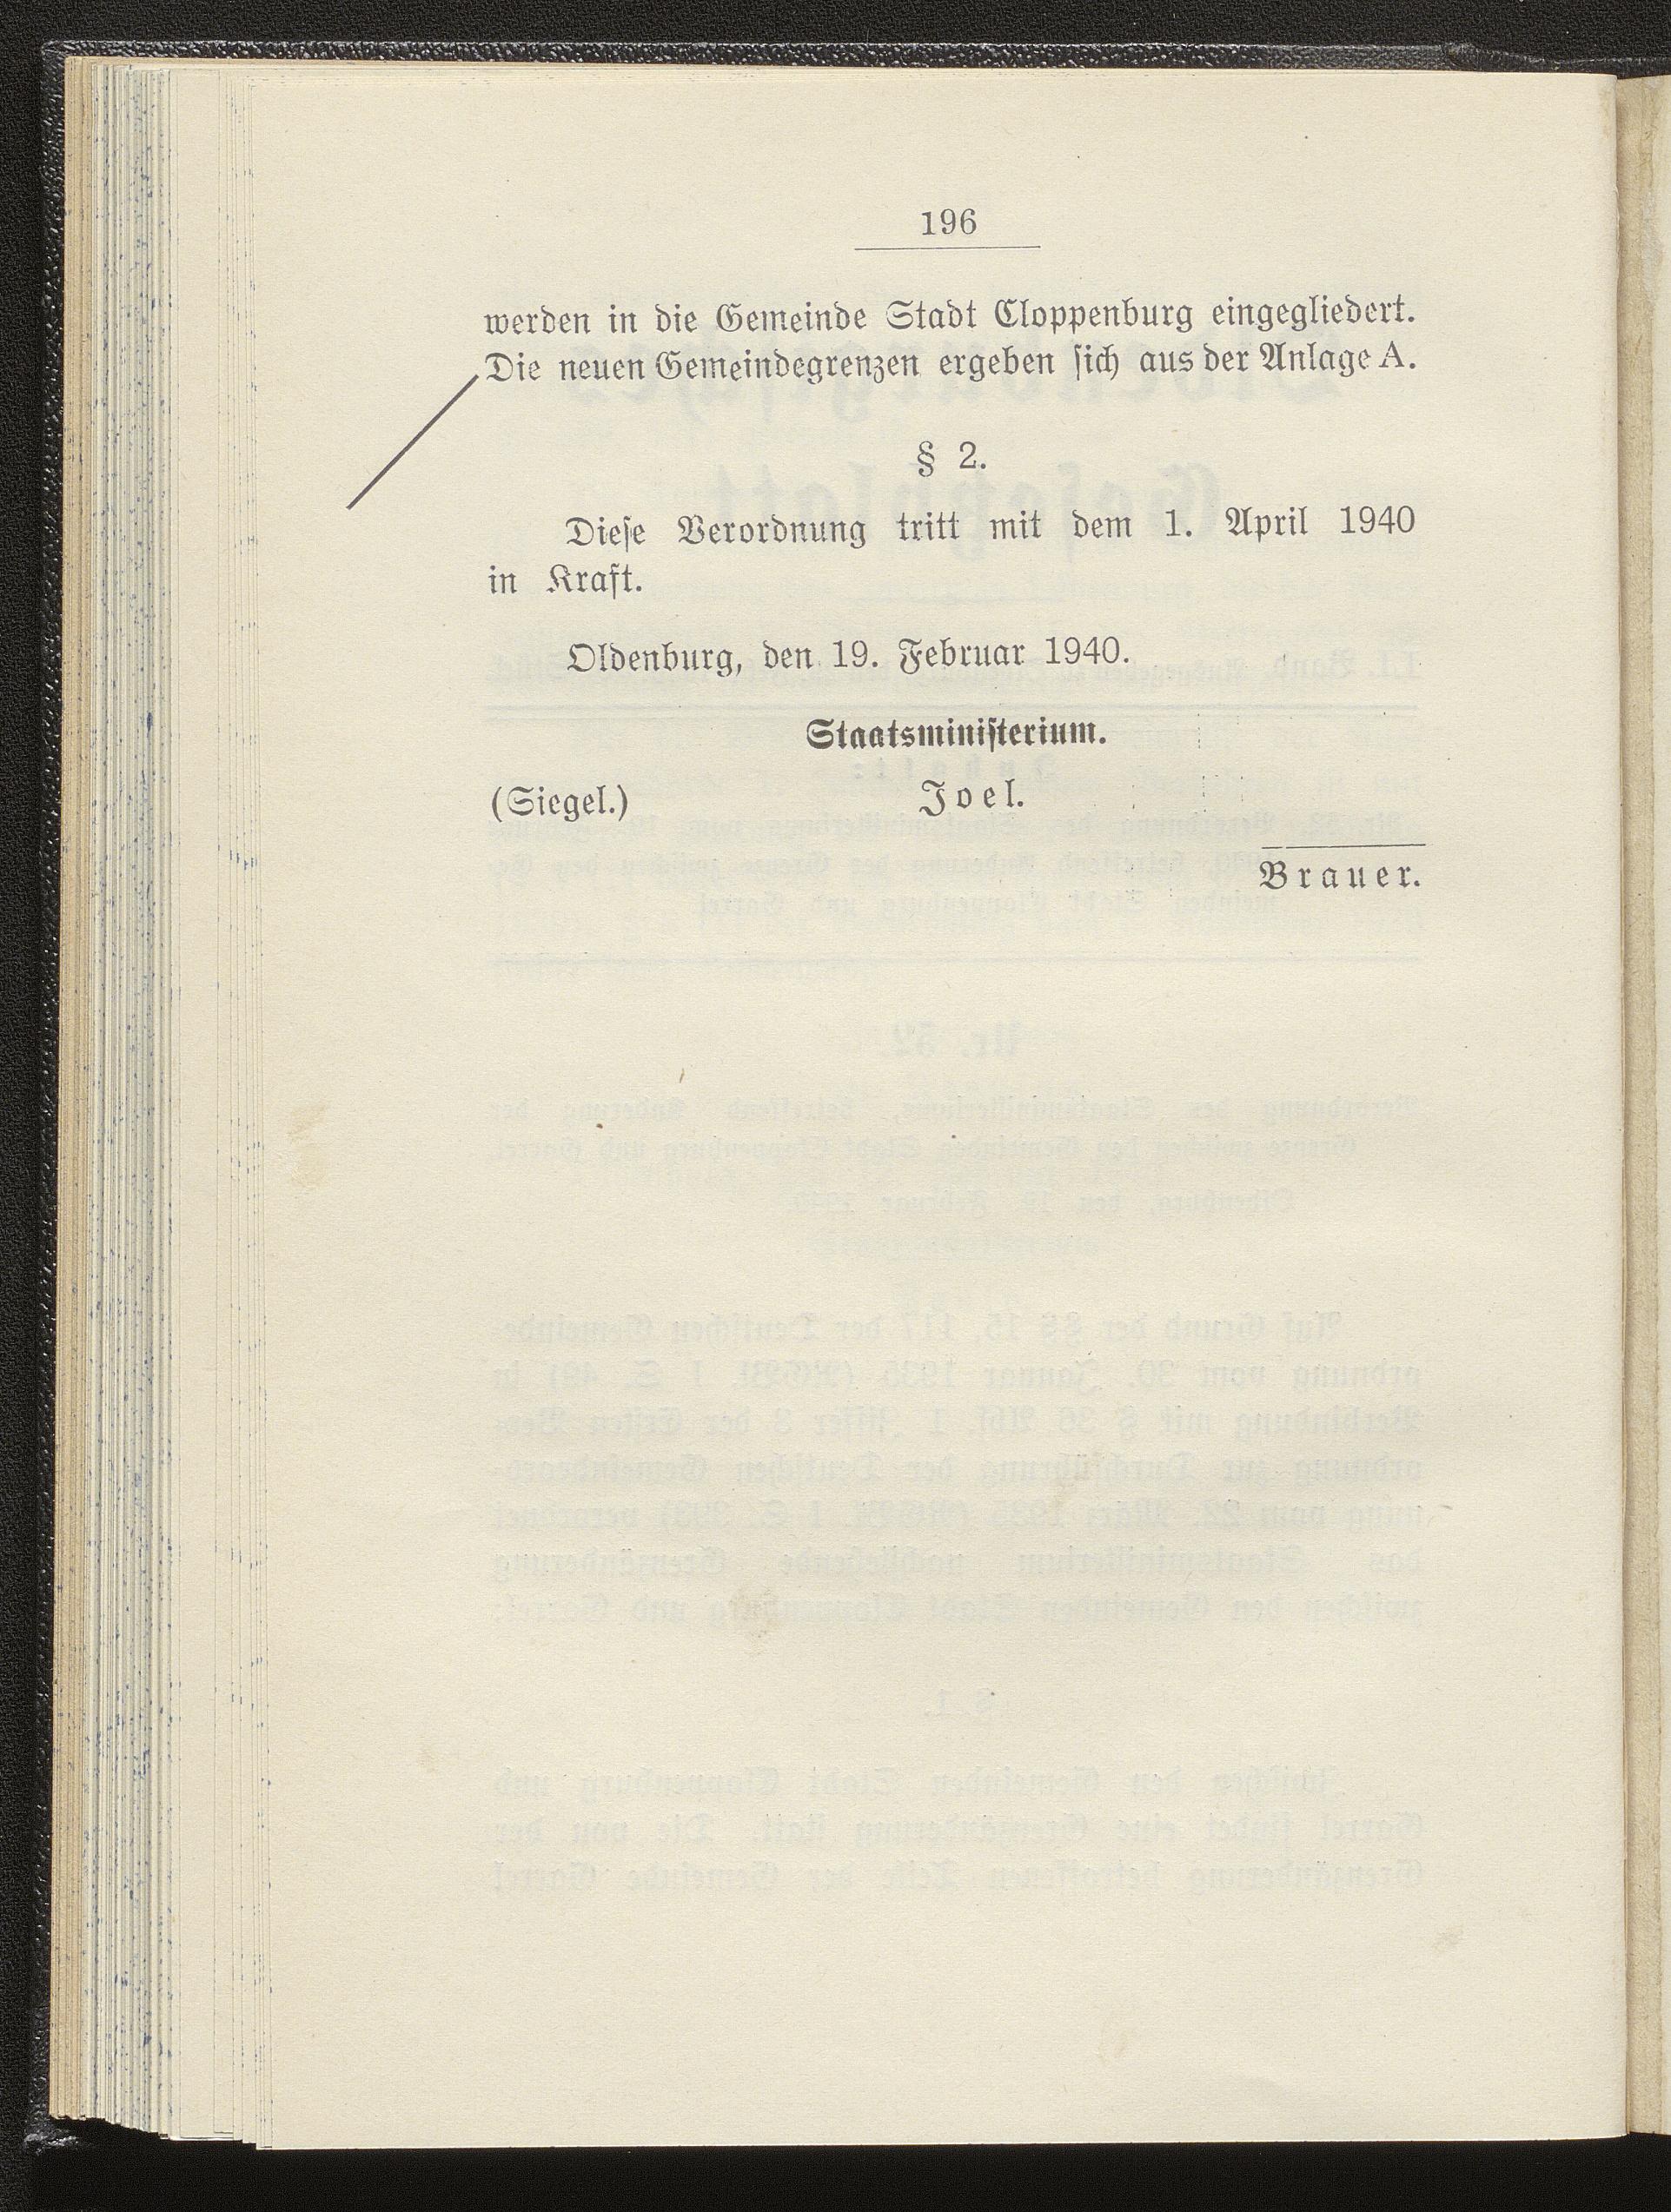 196
werden in die Gemeinde Stadt Cloppenburg eingegliedert.
Die neuen Gemeindegrenzen ergeben sich aus der Anlage A.
§ 2.
Diese Verordnung tritt mit dem 1. April 1940
in Kraft.
Oldenburg, den 19. Februar 1940.
Staatsministerium.
(Siegel.) Joel.
Brauer.